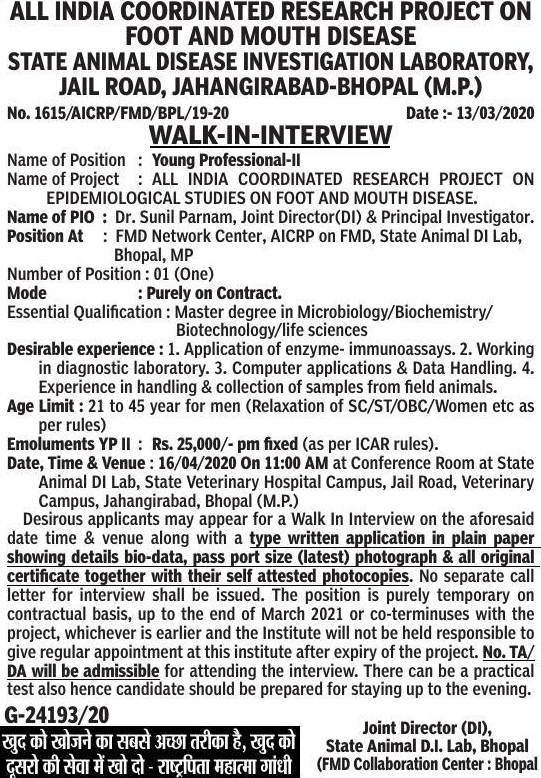 ALL INDIA COORDINATED RESEARCH PROJECT ON
FOOT AND MOUTH DISEASE
STATE ANIMAL DISEASE INVESTIGATION LABORATORY,
JAIL ROAD, JAHANGIRABAD-BHOPAL (M.P.)
No. 1615/AICRP/FMD/BPL/19-20 Date :- 13/03/2020
WALK-IN-INTERVIEW
Name of Position : Young Professional-II
Name of Project : ALL INDIA COORDINATED RESEARCH PROJECT ON
EPIDEMIOLOGICAL STUDIES ON FOOT AND MOUTH DISEASE.
Name of PIO : Dr. Sunil Parnam, Joint Director(DI) & Principal Investigator.
Position At : FMD Network Center, AICRP on FMD, State Animal DI Lab,
Bhopal, MP
Number of Position : 01 (One)
Mode : Purely on Contract.
Essential Qualification : Master degree in Microbiology/Biochemistry/
Biotechnology/life sciences
Desirable experience : 1. Application of enzyme- immunoassays. 2. Working
in diagnostic laboratory. 3. Computer applications & Data Handling. 4.
Experience in handling & collection of samples from field animals.
Age Limit : 21 to 45 year for men (Relaxation of SC/ST/OBC/Women etc as
per rules)
Emoluments YP II : Rs. 25,000/- pm fixed (as per ICAR rules).
Date, Time & Venue : 16/04/2020 On 11:00 AM at Conference Room at State
Animal DI Lab, State Veterinary Hospital Campus, Jail Road, Veterinary
Campus, Jahangirabad, Bhopal (M.P.)
Desirous applicants may appear for a Walk In Interview on the aforesaid
date time & venue along with a type written application in plain paper
showing details bio-data, pass port size (latest) photograph & all original
certificate together with their self attested photocopies. No separate call
letter for interview shall be issued. The position is purely temporary on
contractual basis, up to the end of March 2021 or co-terminuses with the
project, whichever is earlier and the Institute will not be held responsible to
give regular appointment at this institute after expiry of the project. No. TA/
DA will be admissible for attending the interview. There can be a practical
test also hence candidate should be prepared for staying up to the evening.
G-24193/20
खुद को खोजने का सबसे अच्छा तरीका है, खुद को
दूसरो की सेवा में खो दो - राष्ट्रपिता महात्मा गांधी
Joint Director (DI),
State Animal D.I. Lab, Bhopal
(FMD Collaboration Center : Bhopal